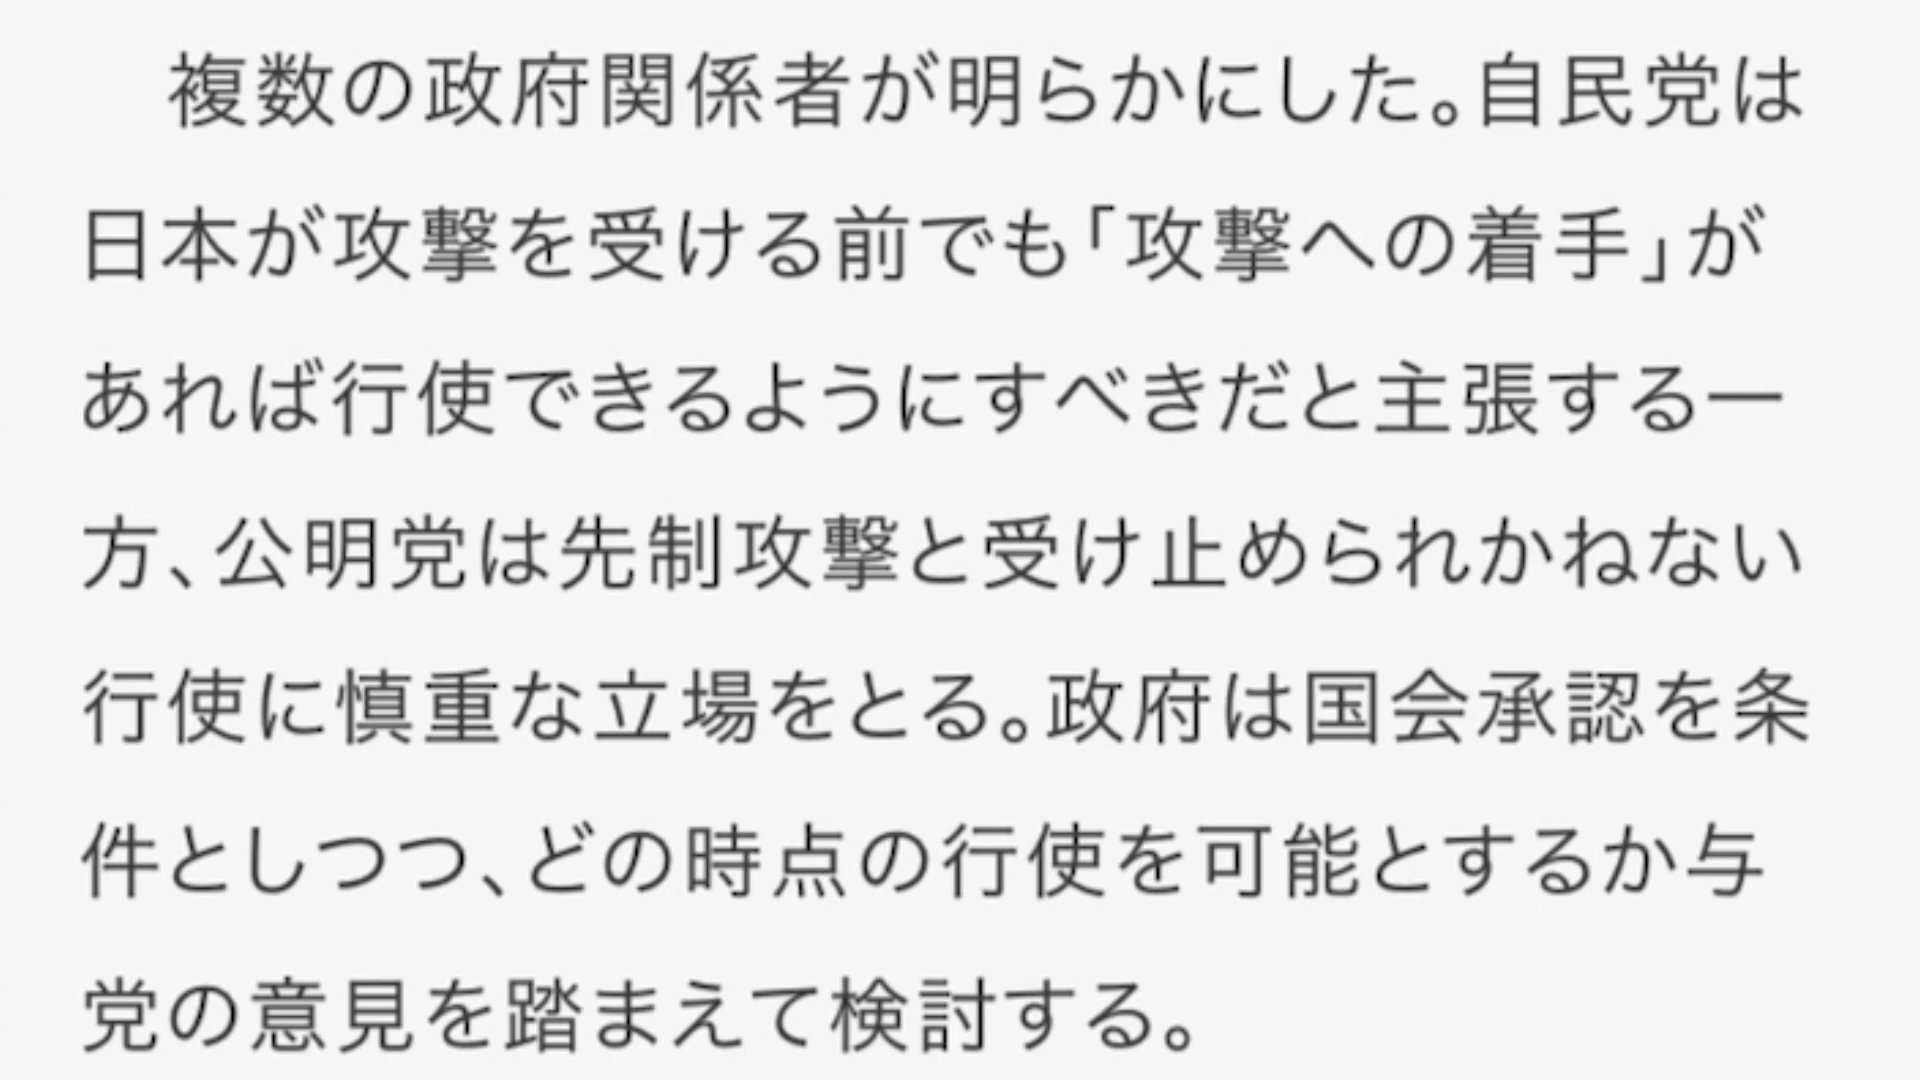 複数の政府関係者が明らかにした。自民党は
日本が攻撃を受ける前でも「攻撃への着手」が
あれば行使できるようにすべきだと主張する一
方、公明党は先制攻撃と受け止められかねない
行使に慎重な立場をとる。政府は国会承認を条
件としつつ、どの時点の行使を可能とするか与
党の意見を踏まえて検討する。